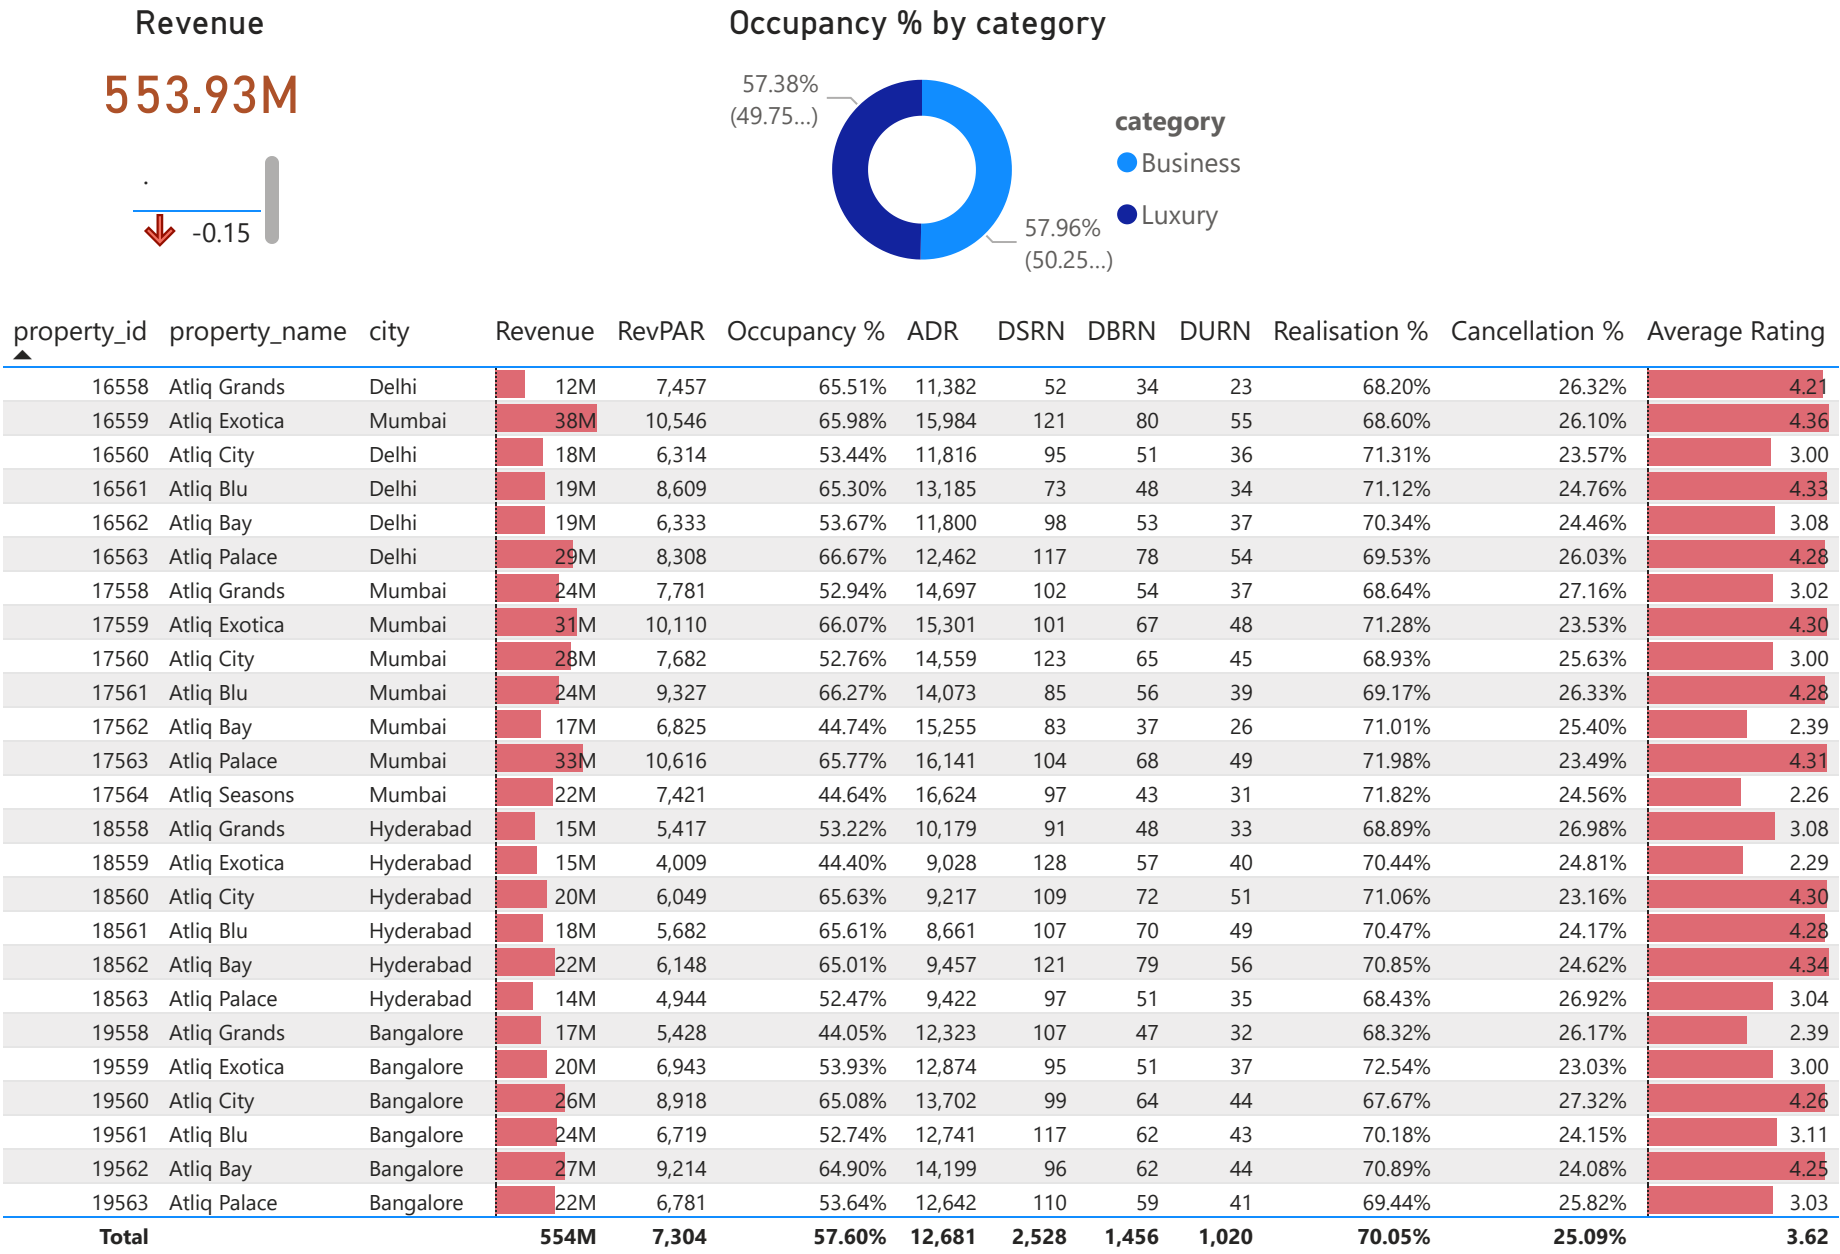 Revenue
553.93M
-0.15
Occupancy % by category
57.38%
(49.75...)
57.96%
(50.25...)
category
Business
Luxury
property_id property_name city Revenue RevPAR Occupancy % ADR DSRN DBRN DURN Realisation % Cancellation % Average Rating
16558 Atliq Grands Delhi 12M 7,457 65.51% 11,382 52 34 23 68.20% 26.32% 4.21
16559 Atliq Exotica Mumbai 38M 10,546 65.98% 15,984 121 80 55 68.60% 26.10% 4.36
16560 Atliq City Delhi 18M 6,314 53.44% 11,816 95 51 36 71.31% 23.57% 3.00
16561 Atliq Blu Delhi 19M 8,609 65.30% 13,185 73 48 34 71.12% 24.76% 4.33
16562 Atliq Bay Delhi 19M 6,333 53.67% 11,800 98 53 37 70.34% 24.46% 3.08
16563 Atliq Palace Delhi 29M 8,308 66.67% 12,462 117 78 54 69.53% 26.03% 4.28
17558 Atliq Grands Mumbai 24M 7,781 52.94% 14,697 102 54 37 68.64% 27.16% 3.02
17559 Atliq Exotica Mumbai 31M 10,110 66.07% 15,301 101 67 48 71.28% 23.53% 4.30
17560 Atliq City Mumbai 28M 7,682 52.76% 14,559 123 65 45 68.93% 25.63% 3.00
17561 Atliq Blu Mumbai 24M 9,327 66.27% 14,073 85 56 39 69.17% 26.33% 4.28
17562 Atliq Bay Mumbai 17M 6,825 44.74% 15,255 83 37 26 71.01% 25.40% 2.39
17563 Atliq Palace Mumbai 33M 10,616 65.77% 16,141 104 68 49 71.98% 23.49% 4.31
17564 Atliq Seasons Mumbai 22M 7,421 44.64% 16,624 97 43 31 71.82% 24.56% 2.26
18558 Atliq Grands Hyderabad 15M 5,417 53.22% 10,179 91 48 33 68.89% 26.98% 3.08
18559 Atliq Exotica Hyderabad 15M 4,009 44.40% 9,028 128 57 40 70.44% 24.81% 2.29
18560 Atliq City Hyderabad 20M 6,049 65.63% 9,217 109 72 51 71.06% 23.16% 4.30
18561 Atliq Blu Hyderabad 18M 5,682 65.61% 8,661 107 70 49 70.47% 24.17% 4.28
18562 Atliq Bay Hyderabad 22M 6,148 65.01% 9,457 121 79 56 70.85% 24.62% 4.34
18563 Atliq Palace Hyderabad 14M 4,944 52.47% 9,422 97 51 35 68.43% 26.92% 3.04
19558 Atliq Grands Bangalore 17M 5,428 44.05% 12,323 107 47 32 68.32% 26.17% 2.39
19559 Atliq Exotica Bangalore 20M 6,943 53.93% 12,874 95 51 37 72.54% 23.03% 3.00
19560 Atliq City Bangalore 26M 8,918 65.08% 13,702 99 64 44 67.67% 27.32% 4.26
19561 Atliq Blu Bangalore 24M 6,719 52.74% 12,741 117 62 43 70.18% 24.15% 3.11
19562 Atliq Bay Bangalore 27M 9,214 64.90% 14,199 96 62 44 70.89% 24.08% 4.25
19563 Atliq Palace Bangalore 22M 6,781 53.64% 12,642 110 59 41 69.44% 25.82% 3.03
Total 554M 7,304 57.60% 12,681 2,528 1,456 1,020 70.05% 25.09% 3.62